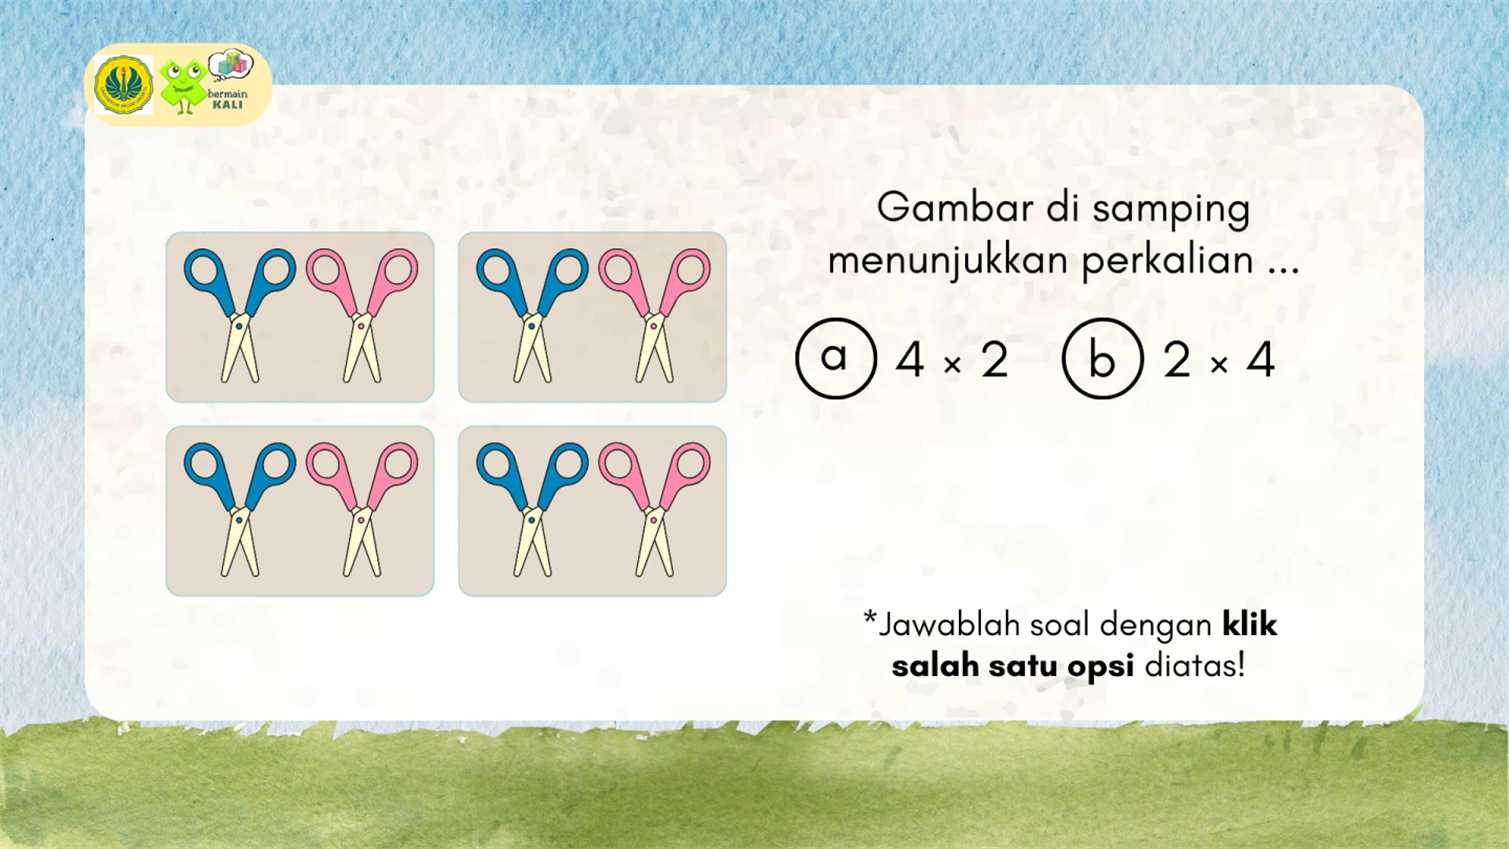 bermain
KALI
Gambar di samping
menunjukkan perkalian ...
a 4 × 2 b 2 × 4
*Jawablah soal dengan klik
salah satu opsi diatas!